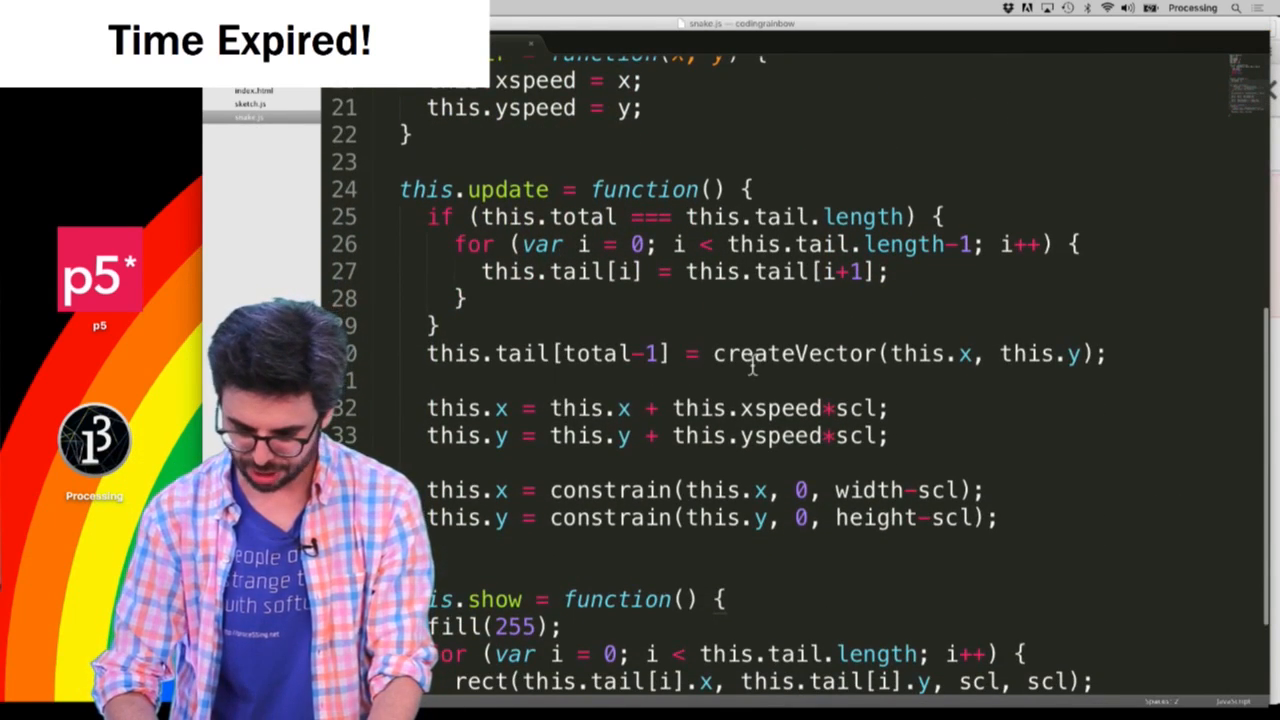 Processing
snake.js — codingrainbow
Time Expired!
index.html
sketch.js
snake.js
= function(x, y) {
.xspeed = x;
21 this.yspeed = y;
22 }
23
24 this.update = function() {
25 if (this.total === this.tail.length) {
26 for (var i = 0; i < this.tail.length-1; i++) {
27 this.tail[i] = this.tail[i+1];
28 }
29 }
this.tail[total-1] = createVector(this.x, this.y);
32 this.x = this.x + this.xspeed*scl;
33 this.y = this.y + this.yspeed*scl;
this.x = constrain(this.x, 0, width-scl);
this.y = constrain(this.y, 0, height-scl);
is.show = function() {
fill(255);
or (var i = 0; i < this.tail.length; i++) {
rect(this.tail[i].x, this.tail[i].y, scl, scl);
p5*
p5
Processing
eople a
strange t
with softw
Spaces: 2
JavaScript